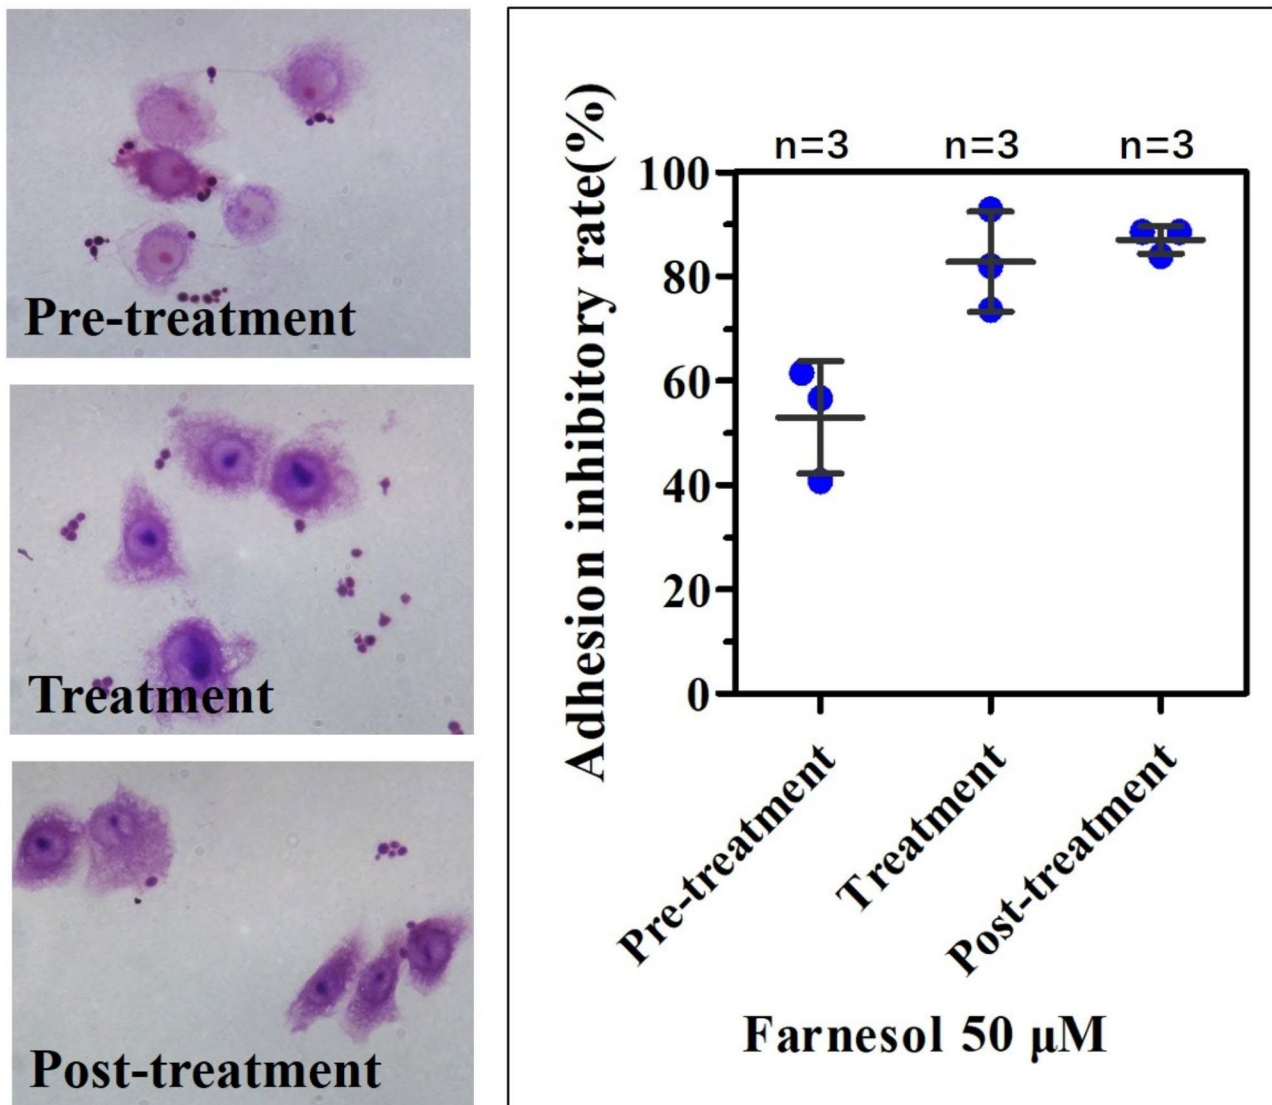 Pre-treatment
Treatment
Post-treatment
Adhesion inhibitory rate(%)
n=3 n=3 n=3
100
80
60
40
20
0
Pre-treatment
Treatment
Post-treatment
Farnesol 50 μM